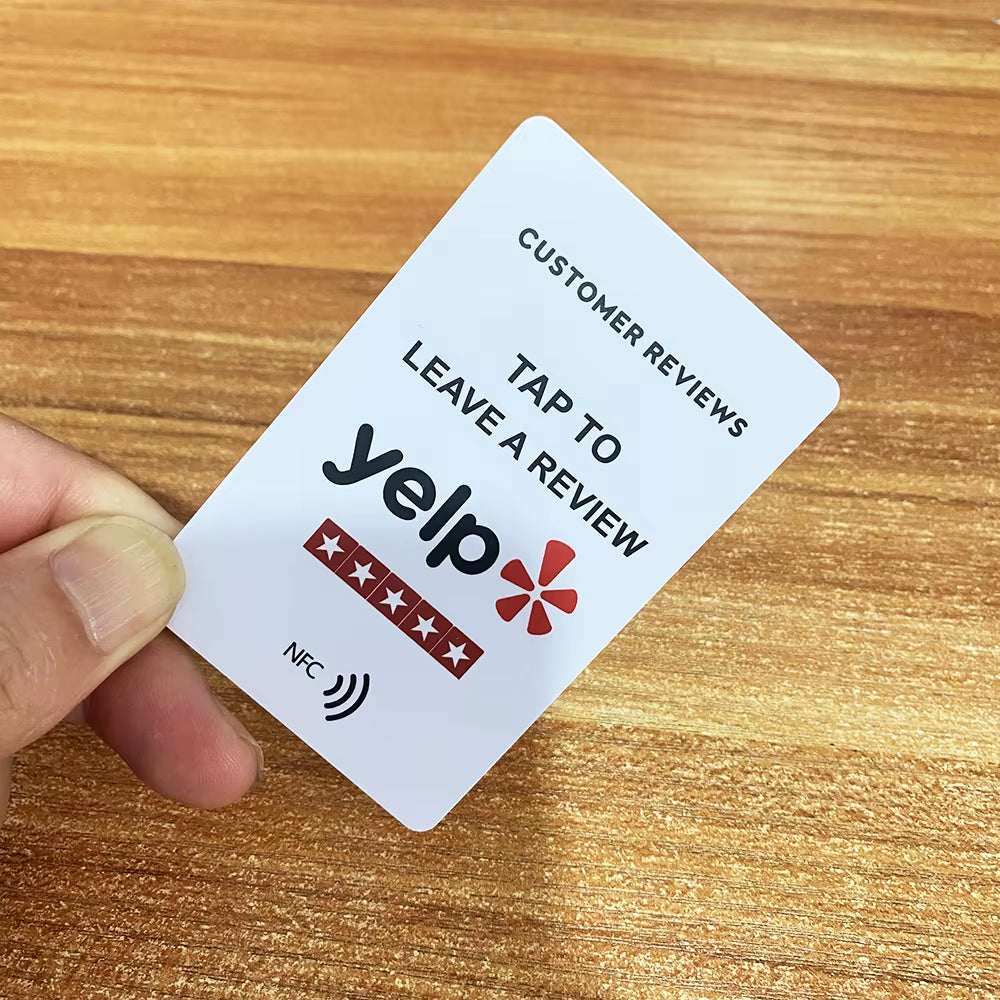 CUSTOMER REVIEWS
TAP TO
LEAVE A REVIEW
yelp
NFC